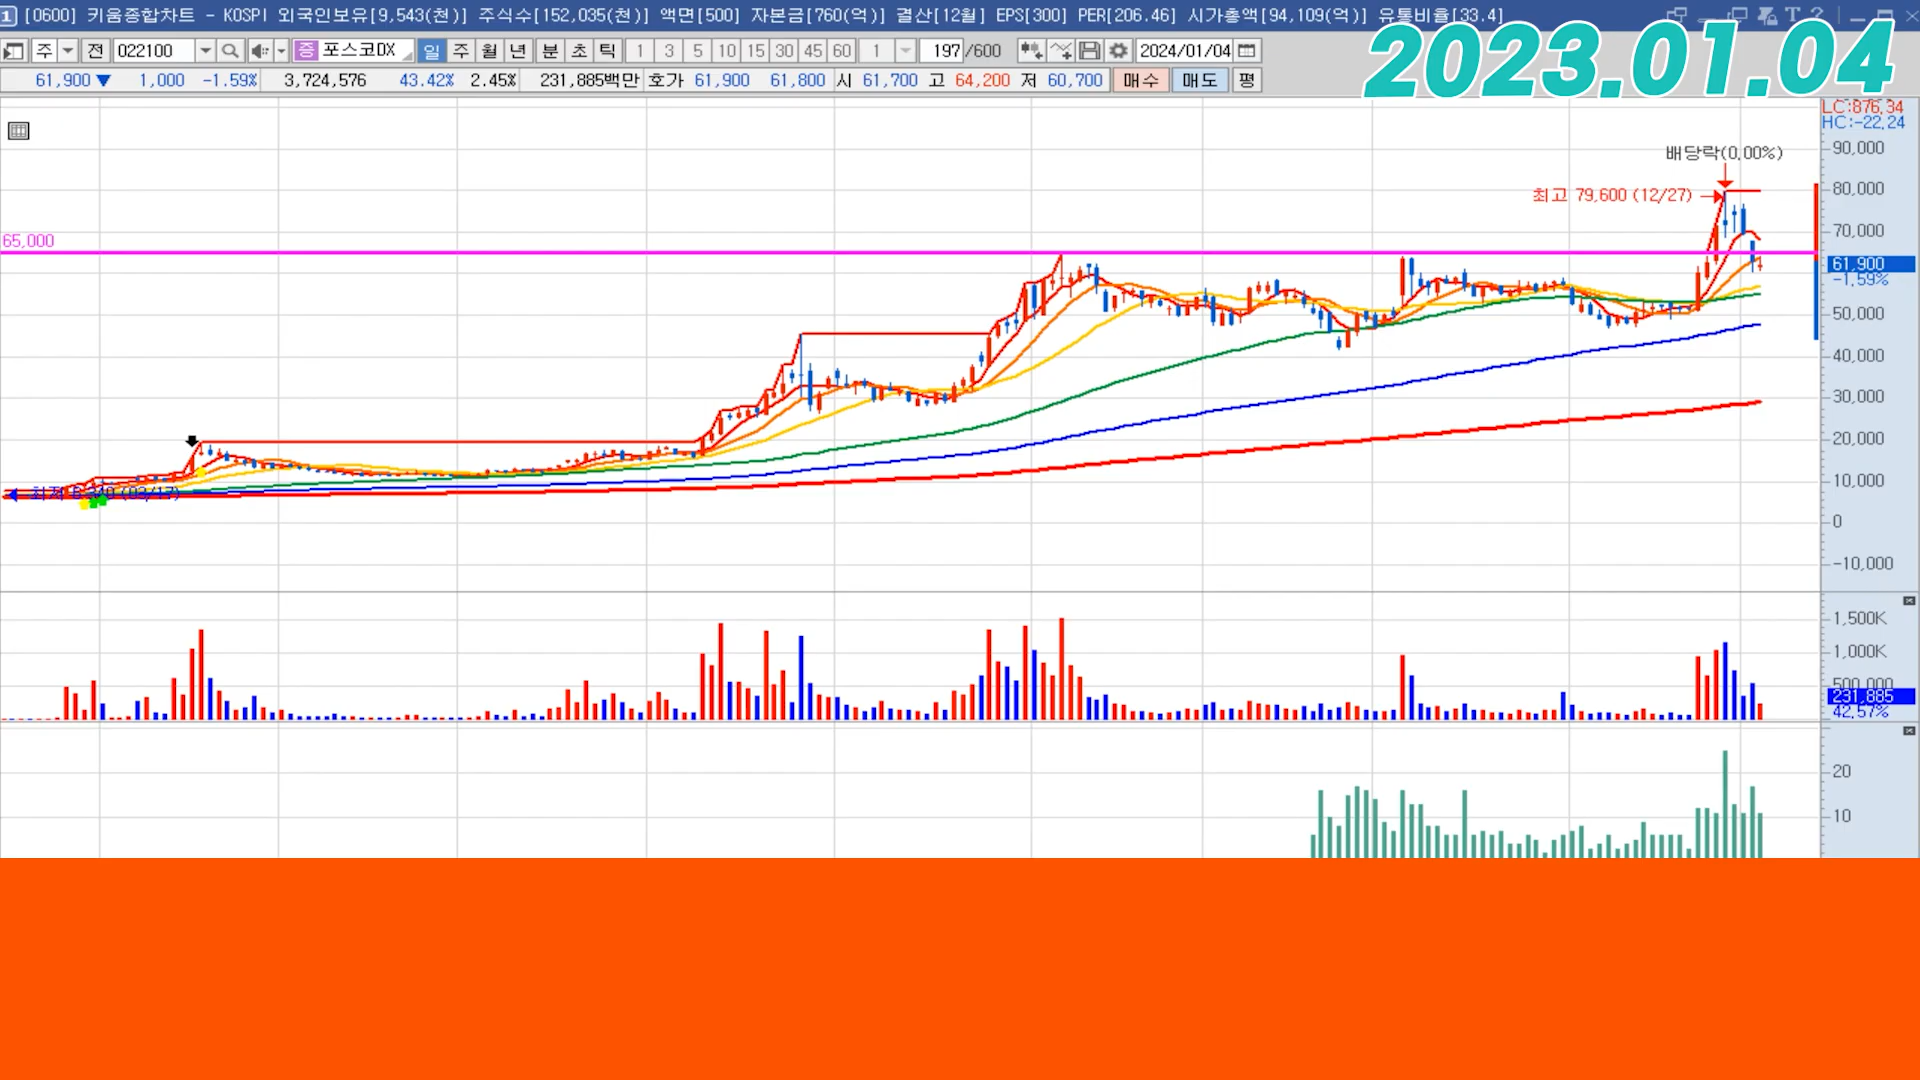 [0600] 키움종합차트 - KOSPI 외국인보유[9,543(천)] 주식수[152,035(천)] 액면[500] 자본금[760(억)] 결산[12월] EPS[300] PER[206.46] 시가총액[94,109(억)] 유통비율[33.4]
주 전 022100 증 포스코DX 일 주 월 년 분 초 틱 1 3 5 10 15 30 45 60 1 197 /600 2024/01/04
2023.01.04
61,900 ▼ 1,000 -1.59% 3,724,576 43.42% 2.45% 231,885백만 호가 61,900 61,800 시 61,700 고 64,200 저 60,700 매수 매도 평
LC:876.34
HC:-22.24
90,000
배당락(0.00%)
최고 79,600 (12/27)
80,000
70,000
65,000
61,900
-1.59%
50,000
40,000
30,000
20,000
10,000
0
-10,000
1,500K
1,000K
500,000
231,885
42.57%
20
10